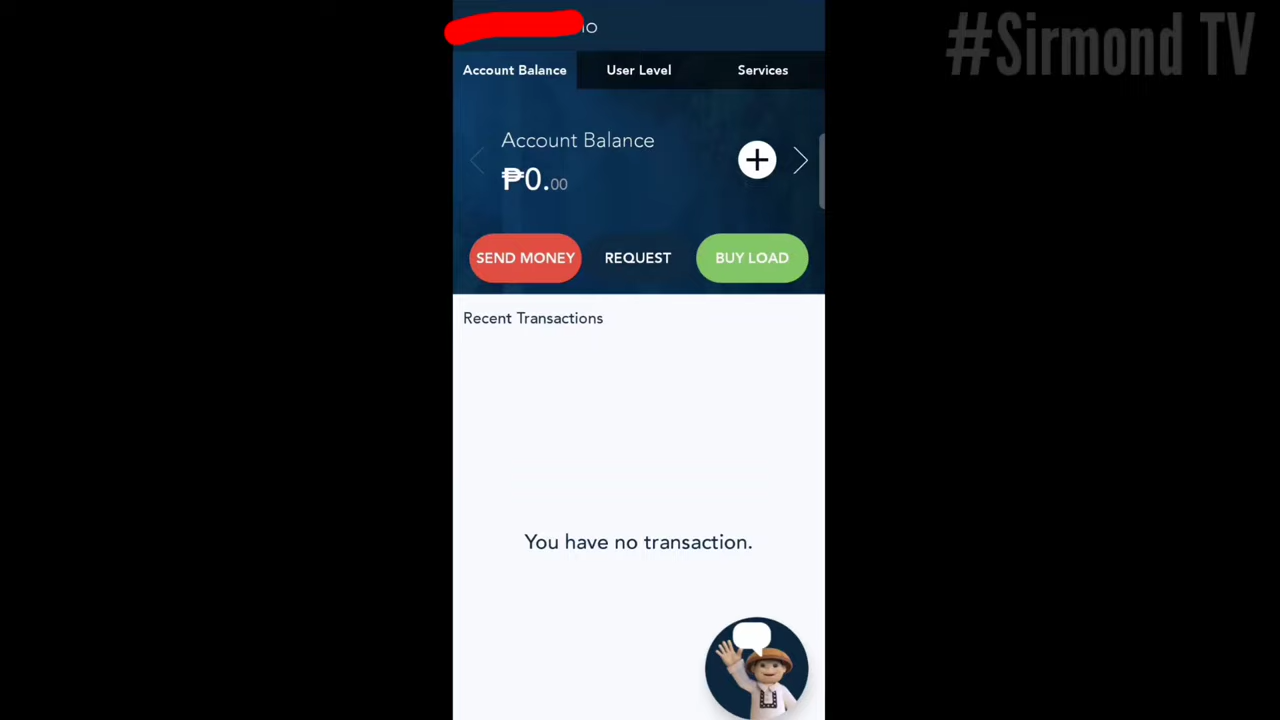 #Sirmond TV
io
Account Balance
User Level
Services
Account Balance
₱0.00
SEND MONEY
REQUEST
BUY LOAD
Recent Transactions
You have no transaction.